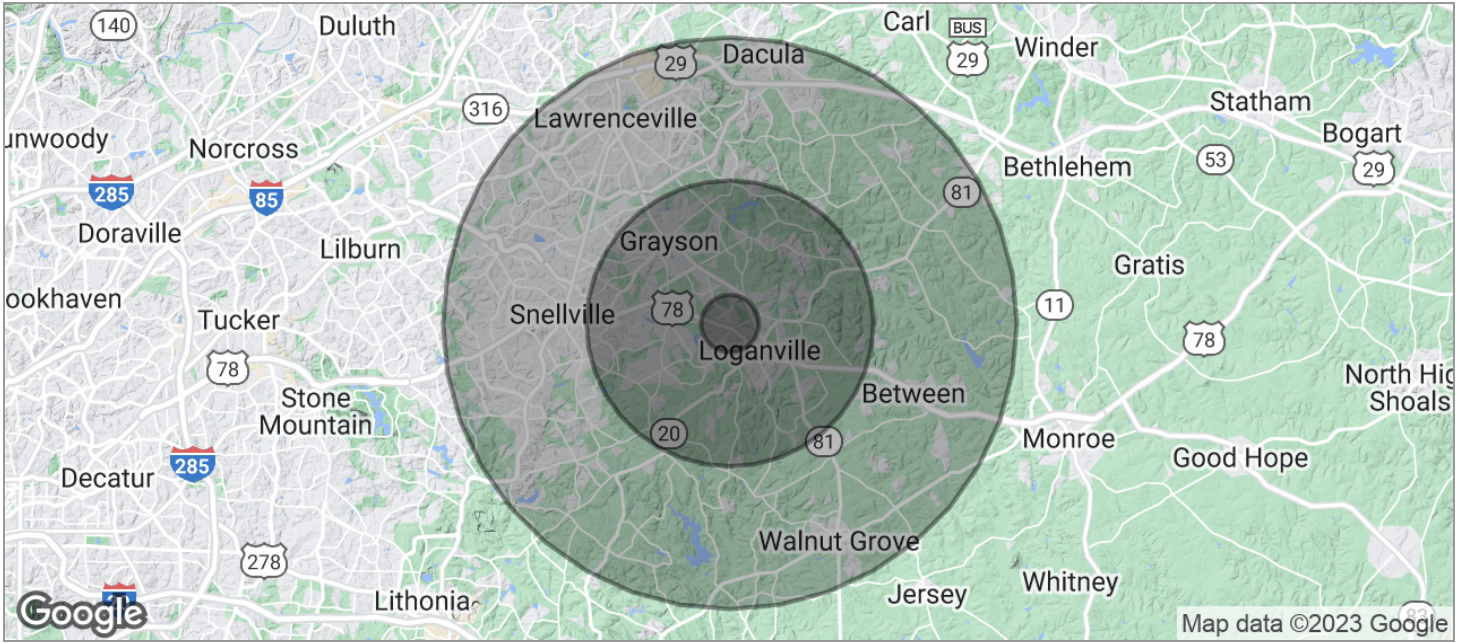 140
Duluth
Carl
BUS
29
Winder
29
Dacula
316
Lawrenceville
Statham
unwoody
Norcross
Bogart
53
Bethlehem
29
285
85
81
Doraville
Lilburn
Grayson
Gratis
ookhaven
Tucker
Snellville
78
11
78
Loganville
78
Stone
Mountain
Between
North Hig
Shoals
20
81
Monroe
Good Hope
285
Decatur
Walnut Grove
278
Lithonia
Jersey
Whitney
83
Google
Map data ©2023 Google